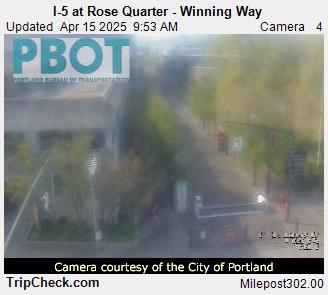 I-5 at Rose Quarter - Winning Way
Updated Apr 15 2025 9:53 AM Camera 4
PBOT
PORTLAND BUREAU OF TRANSPORTATION
Camera courtesy of the City of Portland
TripCheck.com Milepost302.00